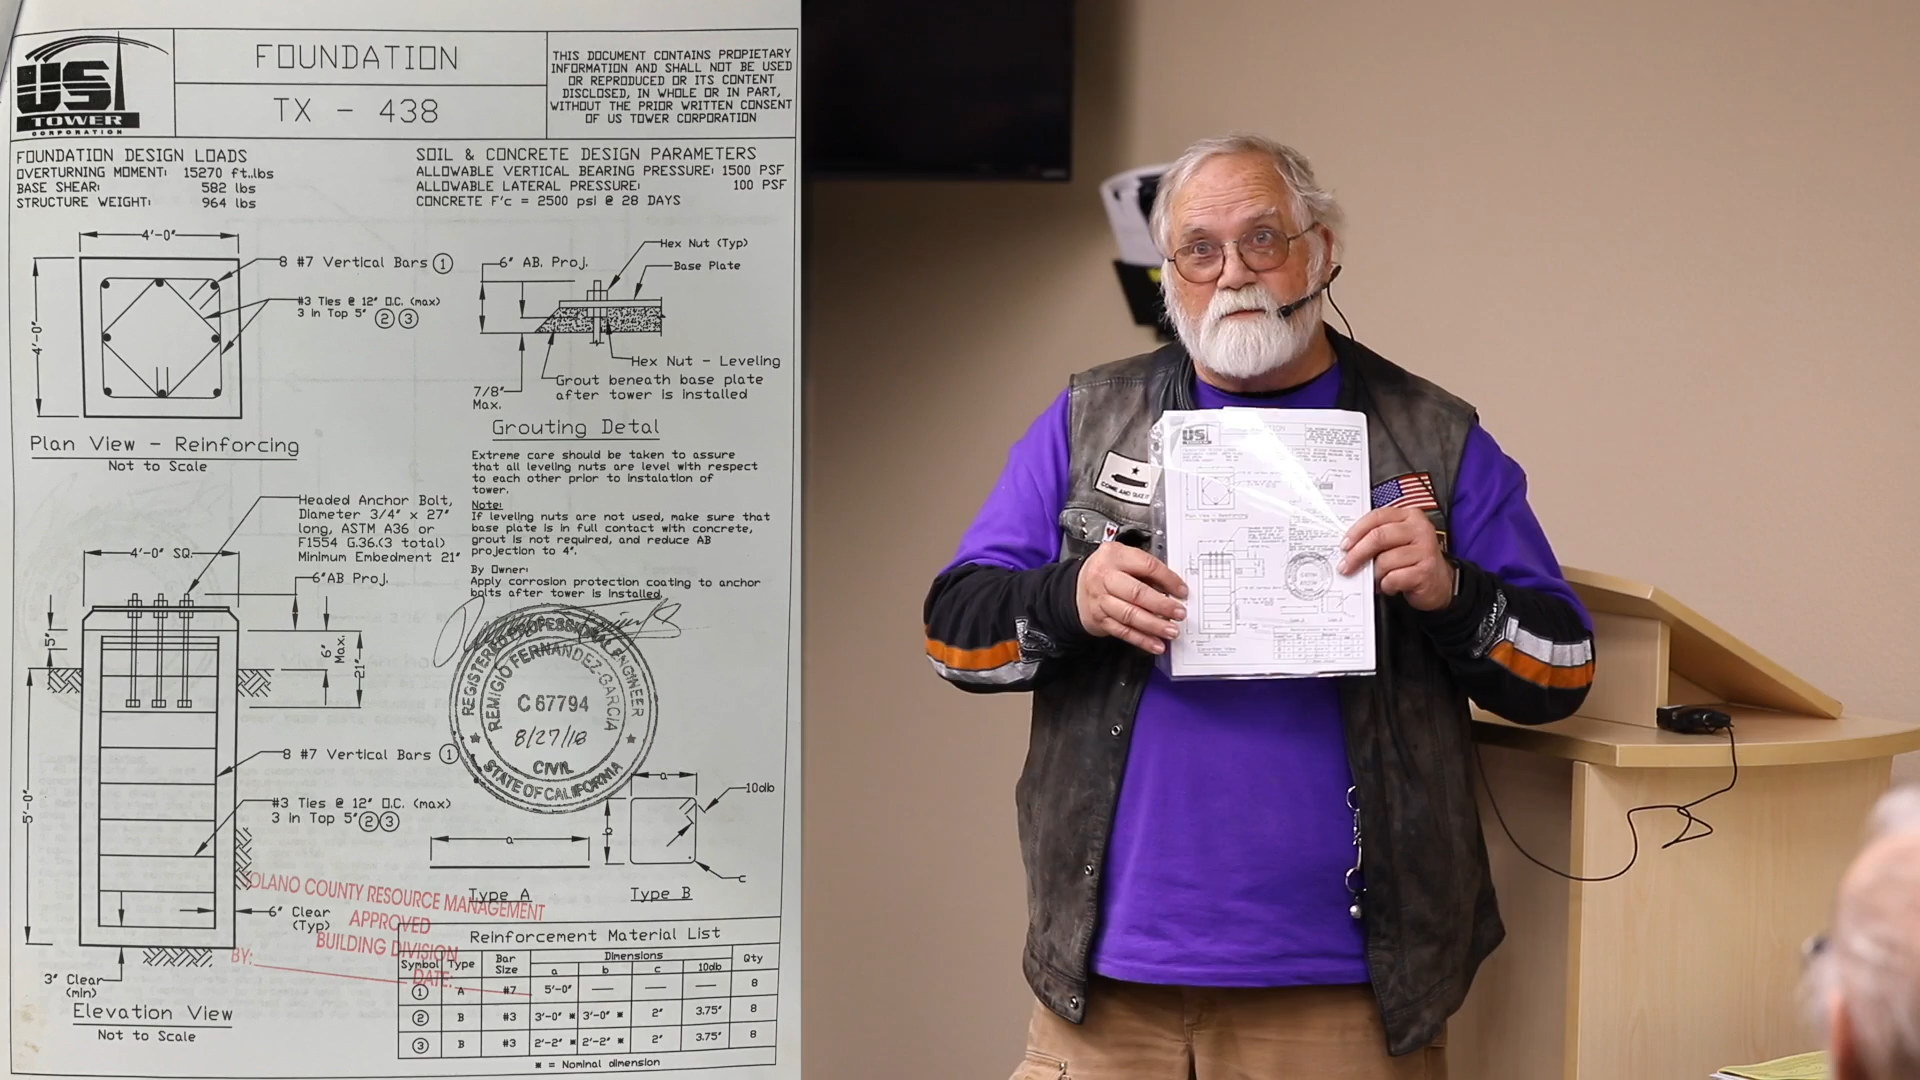 US
TOWER
CORPORATION
FOUNDATION
TX - 438
THIS DOCUMENT CONTAINS PROPIETARY
INFORMATION AND SHALL NOT BE USED
OR REPRODUCED OR ITS CONTENT
DISCLOSED, IN WHOLE OR IN PART,
WITHOUT THE PRIOR WRITTEN CONSENT
OF US TOWER CORPORATION
FOUNDATION DESIGN LOADS
OVERTURNING MOMENT: 15270 ft.lbs
BASE SHEAR: 582 lbs
STRUCTURE WEIGHT: 964 lbs
SOIL & CONCRETE DESIGN PARAMETERS
ALLOWABLE VERTICAL BEARING PRESSURE: 1500 PSF
ALLOWABLE LATERAL PRESSURE: 100 PSF
CONCRETE F'c = 2500 psi @ 28 DAYS
4'-0"
4'-0"
8 #7 Vertical Bars 1
#3 Ties @ 12" O.C. (max)
3 in Top 5" 2 3
Plan View - Reinforcing
Not to Scale
6" AB. Proj.
Hex Nut (Typ)
Base Plate
Hex Nut - Leveling
7/8"
Max.
Grout beneath base plate
after tower is installed
Grouting Detal
Extreme care should be taken to assure
that all leveling nuts are level with respect
to each other prior to instalation of
tower.
Note:
If leveling nuts are not used, make sure that
base plate is in full contact with concrete,
grout is not required, and reduce AB
projection to 4".
By Owner:
Apply corrosion protection coating to anchor
bolts after tower is installed.
Headed Anchor Bolt,
Diameter 3/4" x 27"
long, ASTM A36 or
F1554 G.36.(3 total)
Minimum Embedment 21"
4'-0" SQ.
6"AB Proj.
5"
6"
Max.
21"
5'-0"
8 #7 Vertical Bars 1
#3 Ties @ 12" O.C. (max)
3 in Top 5" 2 3
6" Clear
(Typ)
3" Clear
(min)
Elevation View
Not to Scale
REGISTERED PROFESSIONAL ENGINEER
REMIGIO FERNANDEZ-GARCIA
C 67794
8/27/18
CIVIL
STATE OF CALIFORNIA
a
Type A
a
a
10db
c
Type B
OLANO COUNTY RESOURCE MANAGEMENT
APPROVED
BUILDING DIVISION
BY:
DATE:
Reinforcement Material List
Symbol Type Bar Size Dimensions Qty
a b c 10db
1 A #7 5'-0" — — — 8
2 B #3 3'-0" * 3'-0" * 2" 3.75" 8
3 B #3 2'-2" * 2'-2" * 2" 3.75" 8
* = Nominal dimension
US